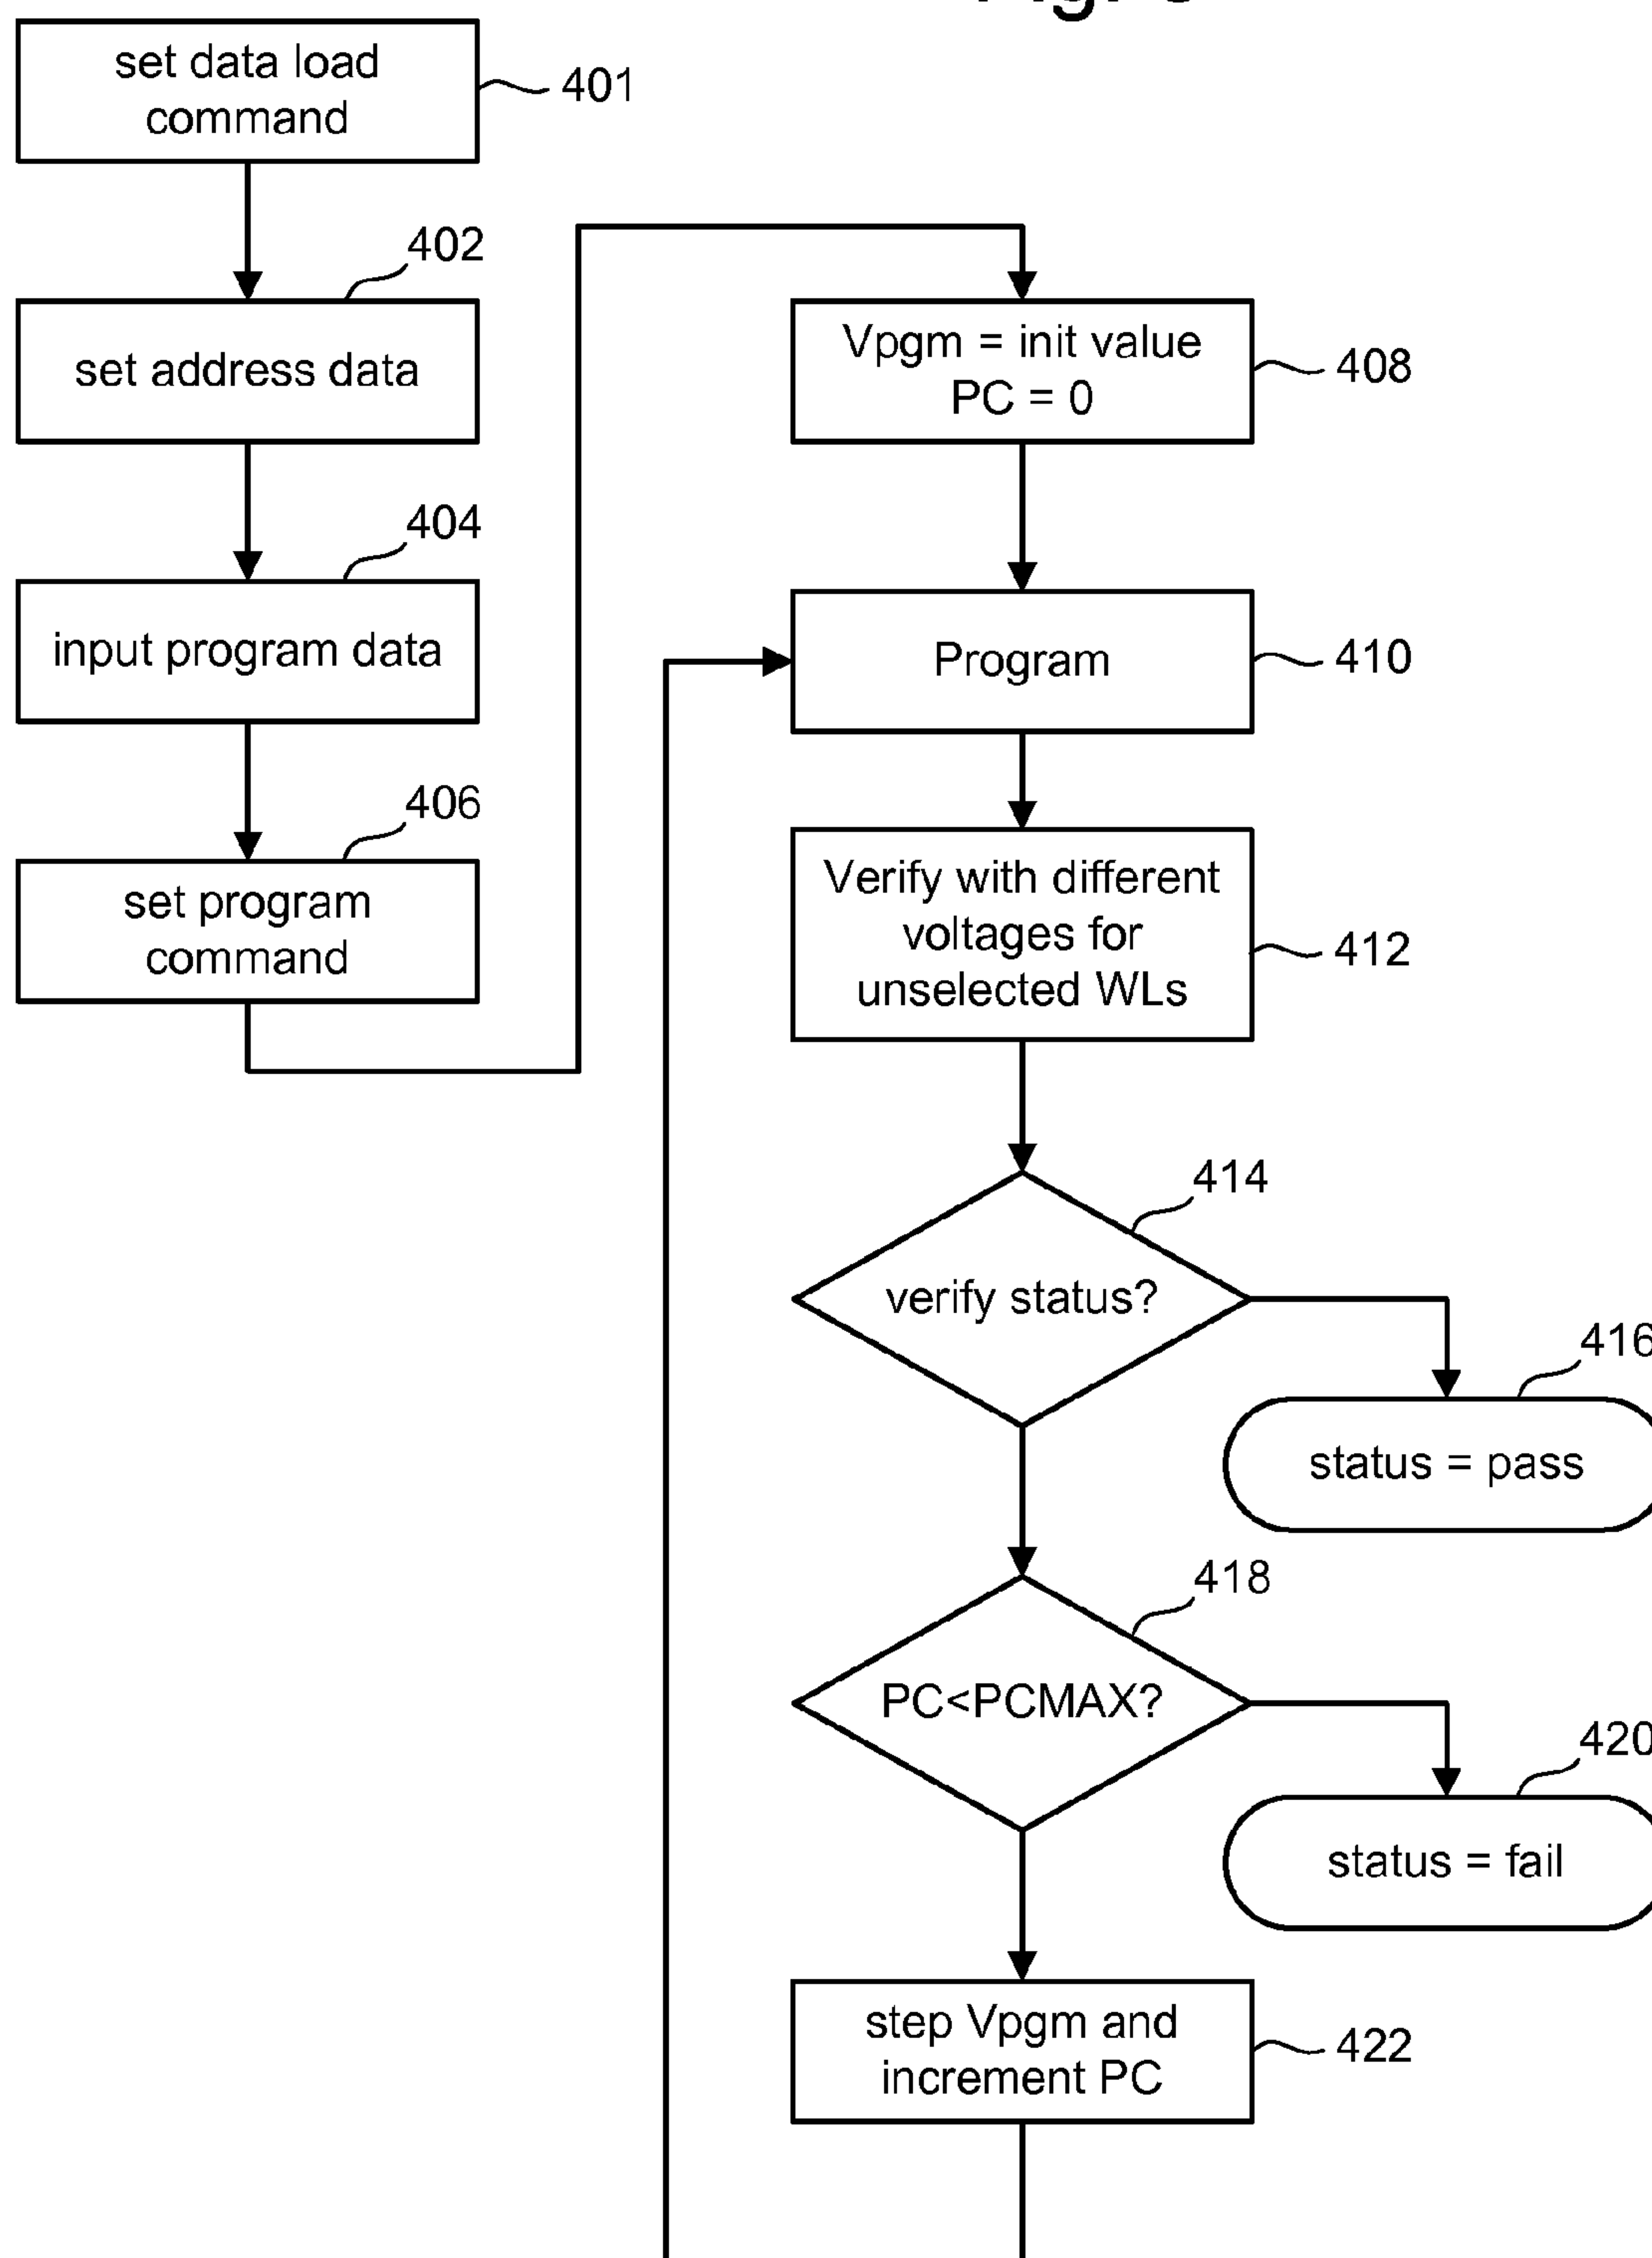 set data load
command
401
402
set address data
404
input program data
406
set program
command
Vpgm = init value
PC = 0
408
Program
410
Verify with different
voltages for
unselected WLs
412
414
verify status?
416
status = pass
418
PC<PCMAX?
420
status = fail
step Vpgm and
increment PC
422